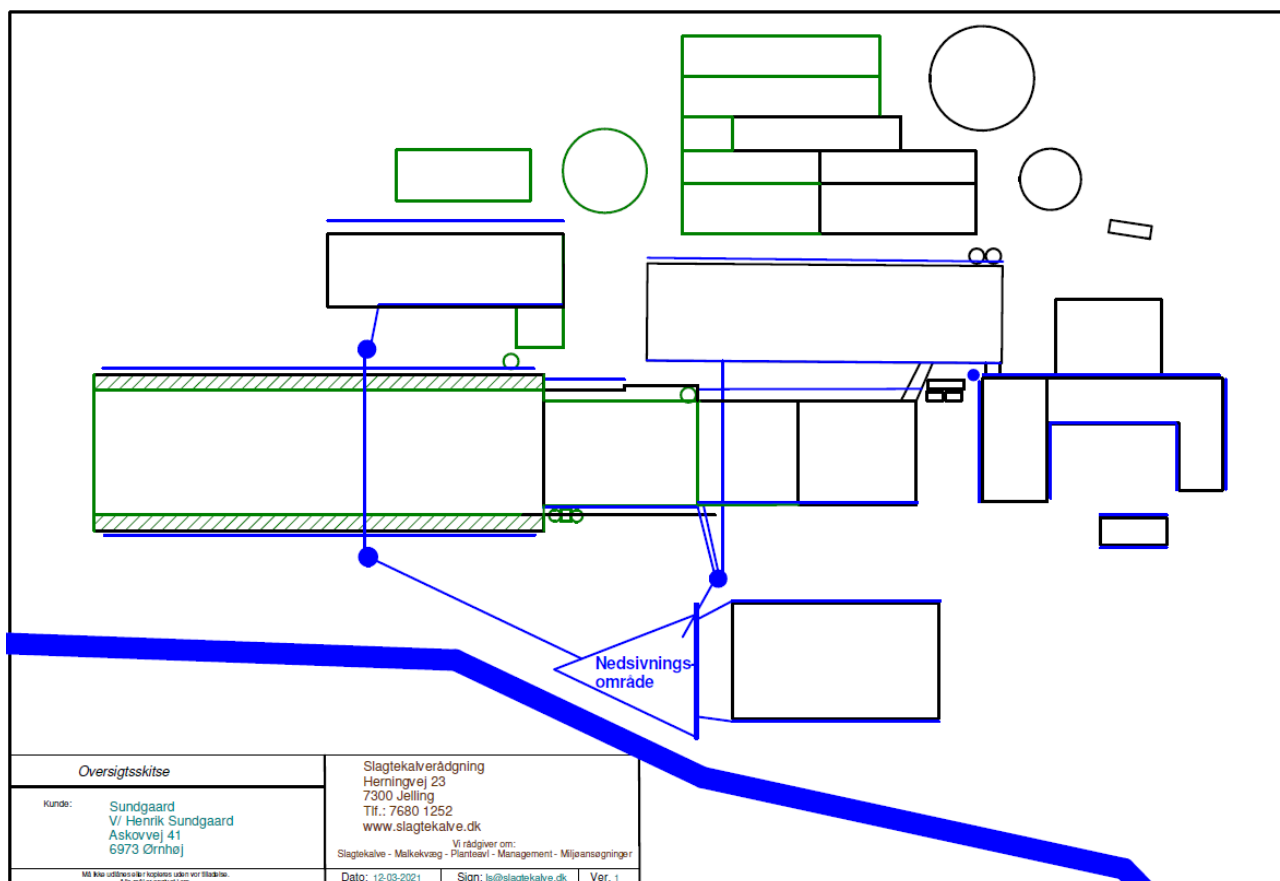 Nedsivnings-
område
Oversigtsskitse
Kunde:
Sundgaard
V/ Henrik Sundgaard
Askovvej 41
6973 Ørnhøj
Må ikke udlånes eller kopieres uden vor tilladelse.
Slagtekalverådgning
Herningvej 23
7300 Jelling
Tlf.: 7680 1252
www.slagtekalve.dk
Vi rådgiver om:
Slagtekalve - Malkekvæg - Planteavl - Management - Miljøansøgninger
Dato: 12-03-2021
Sign: ls@slagtekalve.dk
Ver. 1